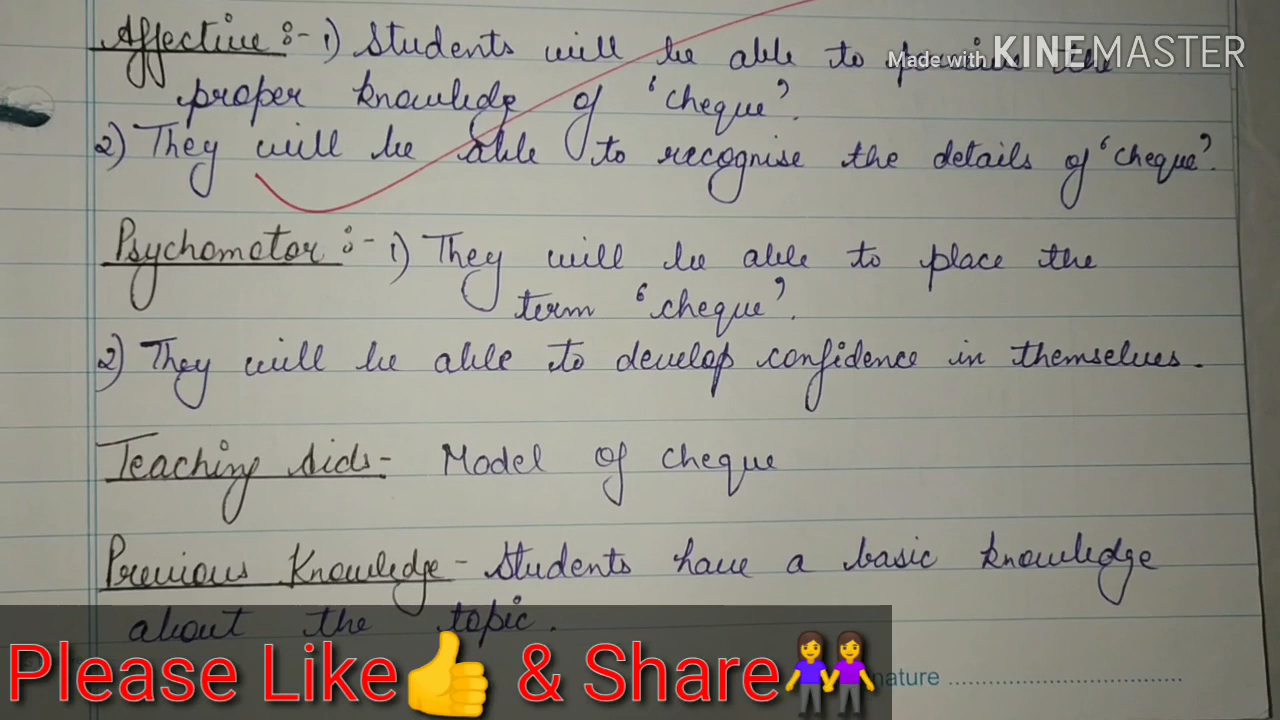 Affective :- 1) Students will be able to
Made with KINEMASTER
proper knowledge of 'cheque'.
2) They will be able to recognise the details of 'cheque'.
Psychomotor :- 1) They will be able to place the
term 'cheque'.
2) They will be able to develop confidence in themselves.
Teaching Aids- Model of cheque
Previous Knowledge - Students have a basic knowledge
about the topic.
Please Like👍 & Share👭
nature ..................................